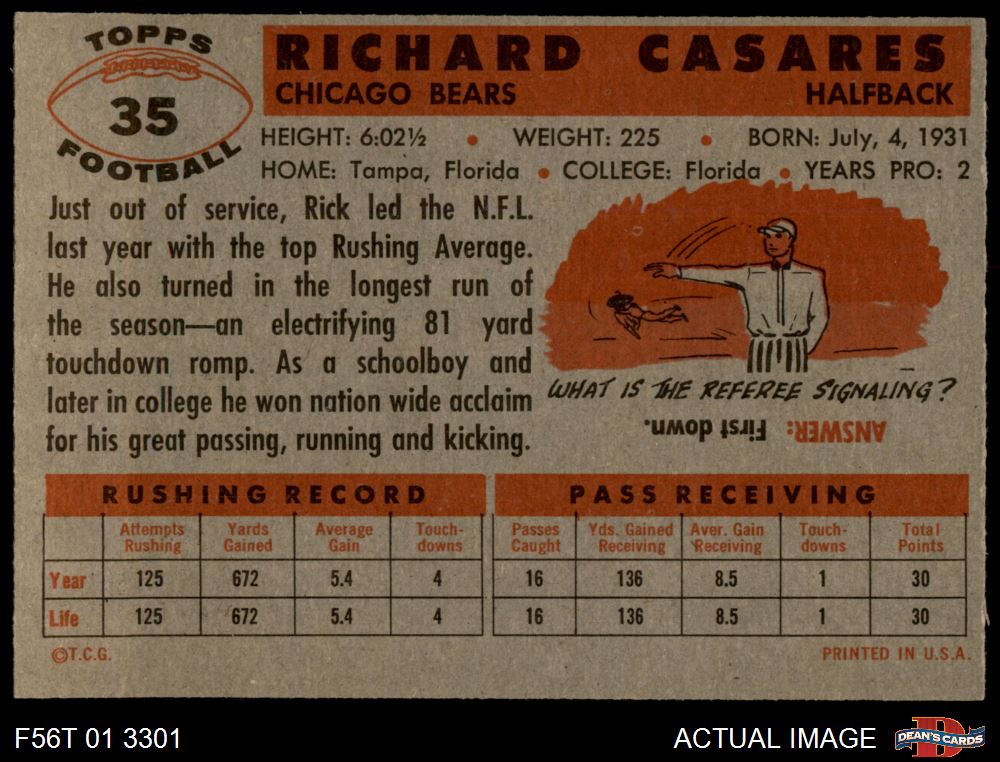 TOPPS
35
FOOTBALL
RICHARD CASARES
CHICAGO BEARS HALFBACK
HEIGHT: 6:02½ • WEIGHT: 225 • BORN: July, 4, 1931
HOME: Tampa, Florida • COLLEGE: Florida • YEARS PRO: 2
Just out of service, Rick led the N.F.L.
last year with the top Rushing Average.
He also turned in the longest run of
the season—an electrifying 81 yard
touchdown romp. As a schoolboy and
later in college he won nation wide acclaim
for his great passing, running and kicking.
WHAT IS THE REFEREE SIGNALING?
ANSWER: First down.
RUSHING RECORD
Attempts Rushing Yards Gained Average Gain Touch-downs
Year 125 672 5.4 4
Life 125 672 5.4 4
PASS RECEIVING
Passes Caught Yds. Gained Receiving Aver. Gain Receiving Touch-downs Total Points
16 136 8.5 1 30
16 136 8.5 1 30
©T.C.G. PRINTED IN U.S.A.
F56T 01 3301 ACTUAL IMAGE DEAN'S CARDS